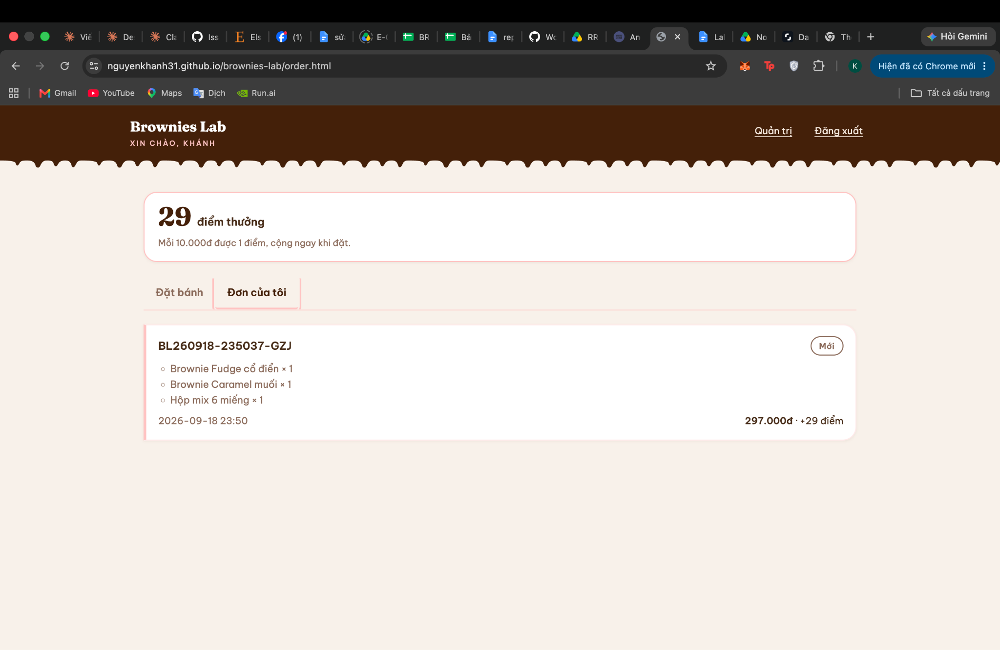 Viê
De
Cla
Iss
Els
(1)
sử
E-
BR
Bả
rep
Wc
RR
An
Lal
No
Da
Th
Hỏi Gemini
nguyenkhanh31.github.io/brownies-lab/order.html
K
Hiện đã có Chrome mới
Gmail
YouTube
Maps
Dịch
Run.ai
Tất cả dấu trang
Brownies Lab
XIN CHÀO, KHÁNH
Quản trị
Đăng xuất
29 điểm thưởng
Mỗi 10.000đ được 1 điểm, cộng ngay khi đặt.
Đặt bánh
Đơn của tôi
BL260918-235037-GZJ
Mới
Brownie Fudge cổ điển × 1
Brownie Caramel muối × 1
Hộp mix 6 miếng × 1
2026-09-18 23:50
297.000đ · +29 điểm